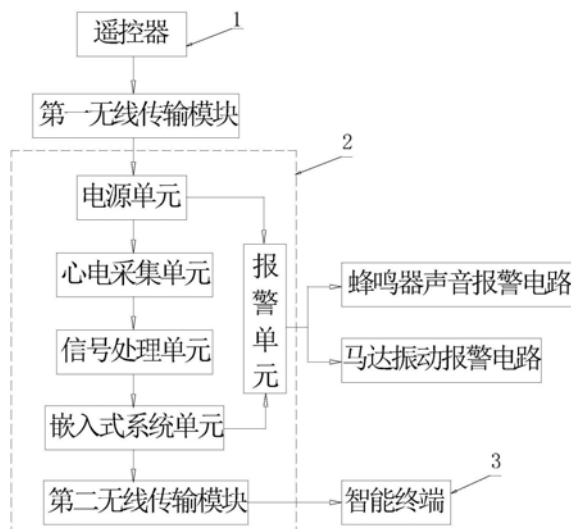 遥控器
1
第一无线传输模块
2
电源单元
心电采集单元
报警单元
蜂鸣器声音报警电路
信号处理单元
马达振动报警电路
嵌入式系统单元
3
第二无线传输模块
智能终端